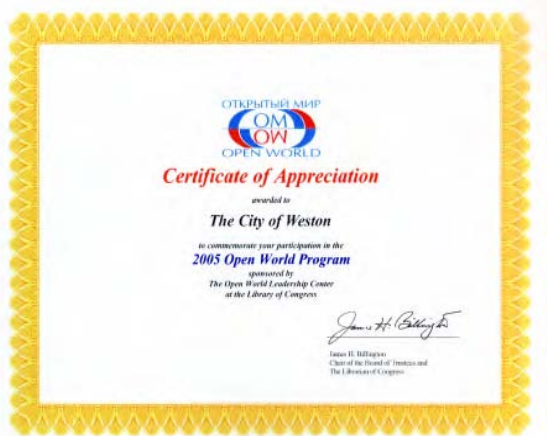 ОТКРЫТЫЙ МИР
OM
OW
OPEN WORLD
Certificate of Appreciation
awarded to
The City of Weston
to commemorate your participation in the
2005 Open World Program
sponsored by
The Open World Leadership Center
at the Library of Congress
James H. Billington
James H. Billington
Chair of the Board of Trustees and
The Librarian of Congress